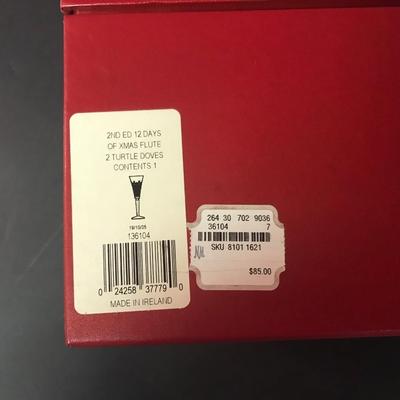 2ND ED 12 DAYS
OF XMAS FLUTE
2 TURTLE DOVES
CONTENTS 1
136104
0 24258 37779 0
MADE IN IRELAND
264 30 702 9036
36104 7
SKU 8101 1621
$85.00